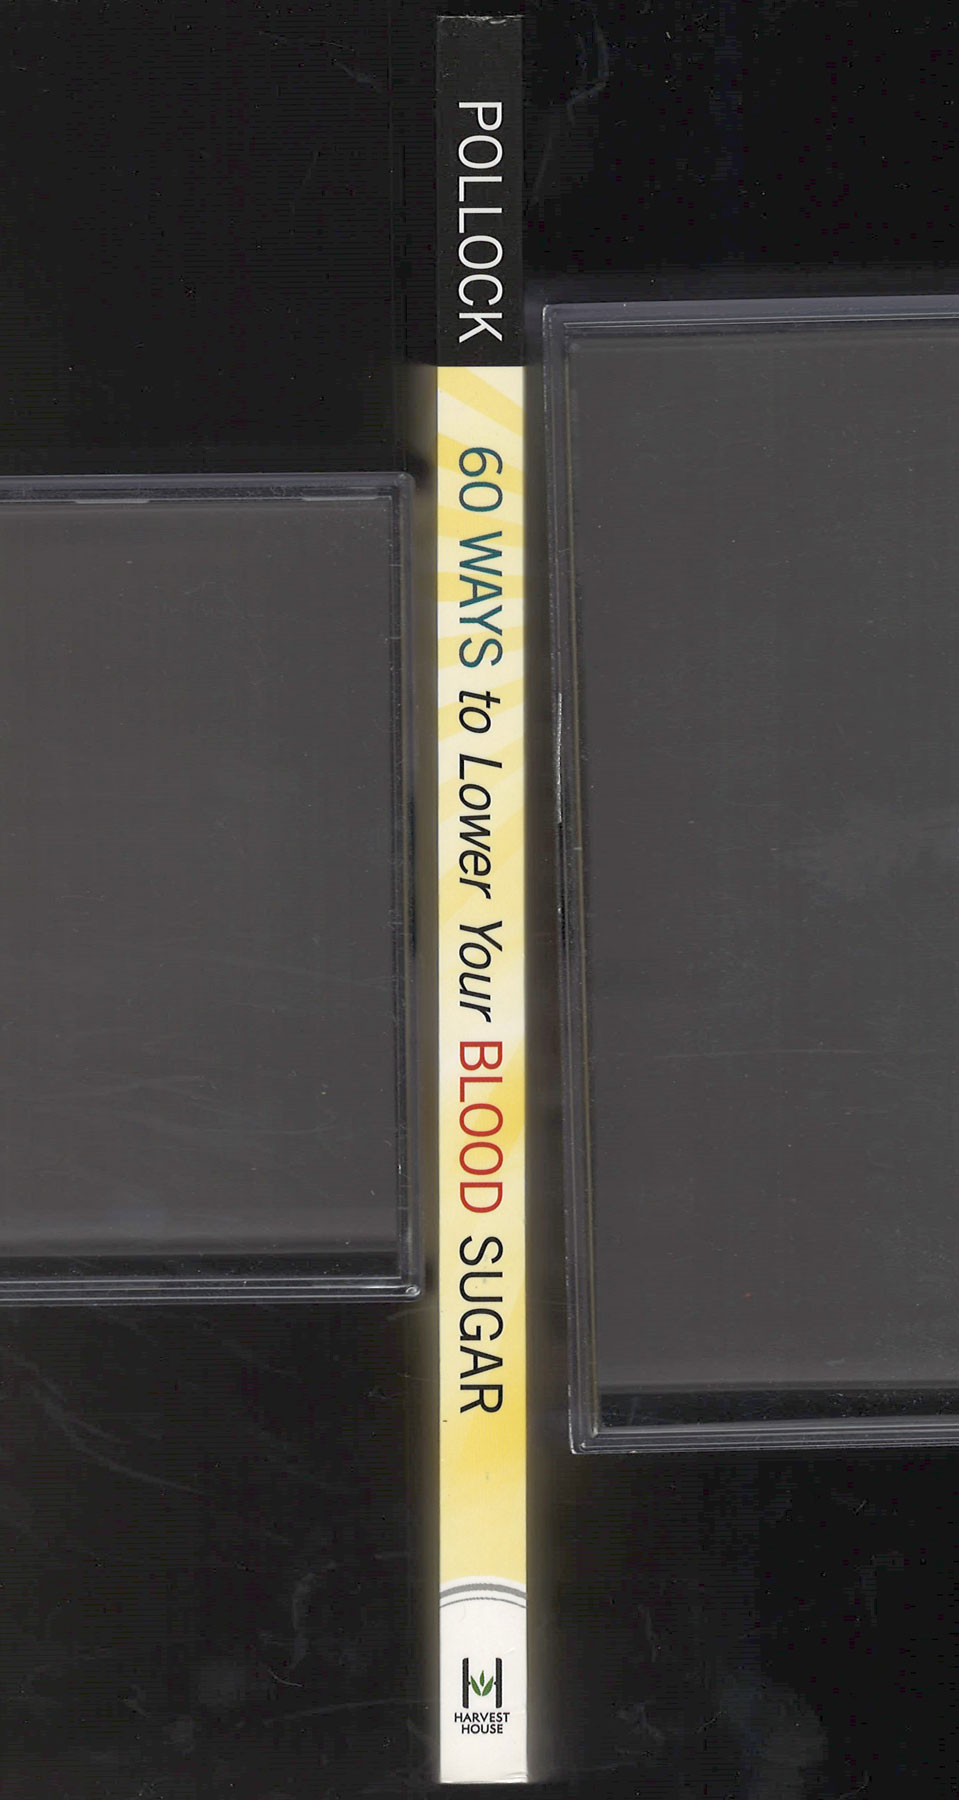 POLLOCK
60 WAYS to Lower Your BLOOD SUGAR
HARVEST
HOUSE